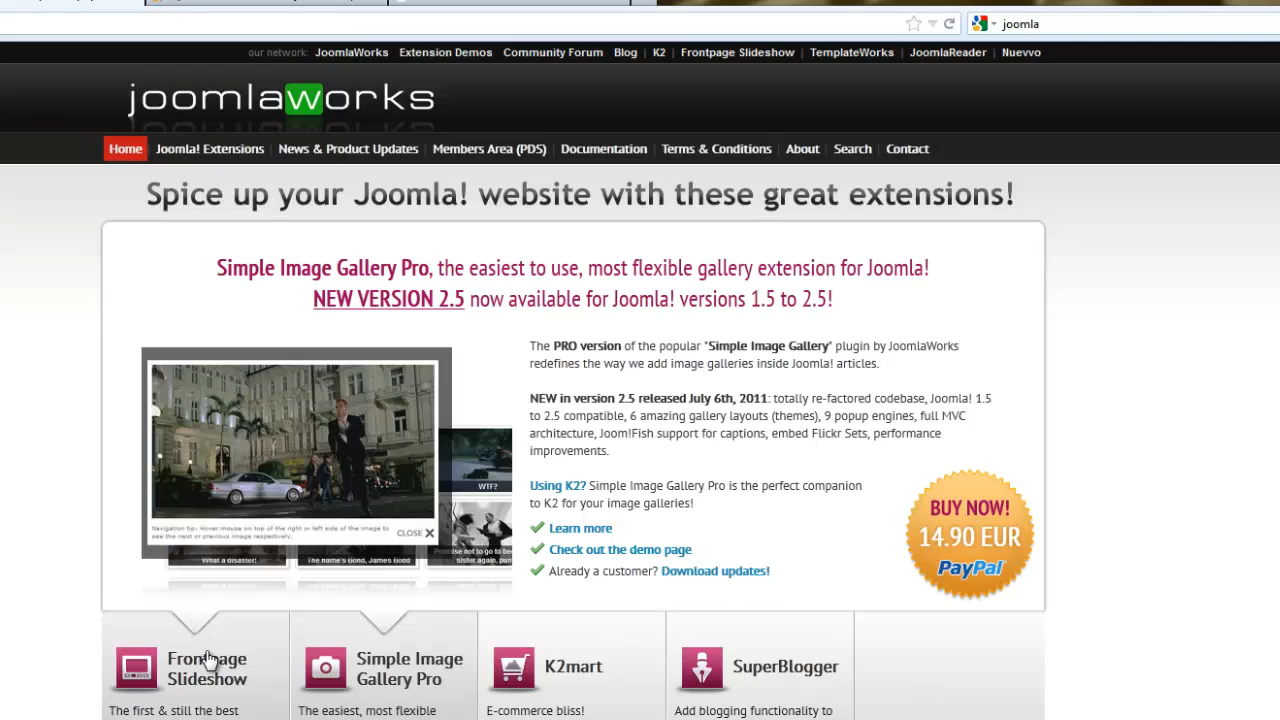 joomla
our network: JoomlaWorks Extension Demos Community Forum Blog K2 Frontpage Slideshow TemplateWorks JoomlaReader Nuevvo
joomlaworks
Home Joomla! Extensions News & Product Updates Members Area (PDS) Documentation Terms & Conditions About Search Contact
Spice up your Joomla! website with these great extensions!
Simple Image Gallery Pro, the easiest to use, most flexible gallery extension for Joomla!
NEW VERSION 2.5 now available for Joomla! versions 1.5 to 2.5!
The PRO version of the popular "Simple Image Gallery" plugin by JoomlaWorks
redefines the way we add image galleries inside Joomla! articles.
NEW in version 2.5 released July 6th, 2011: totally re-factored codebase, Joomla! 1.5
to 2.5 compatible, 6 amazing gallery layouts (themes), 9 popup engines, full MVC
architecture, Joom!Fish support for captions, embed Flickr Sets, performance
improvements.
Using K2? Simple Image Gallery Pro is the perfect companion
to K2 for your image galleries!
Learn more
Check out the demo page
Already a customer? Download updates!
WTF?
Navigation tip: Hover mouse on top of the right or left side of the image to
see the next or previous image respectively.
CLOSE X
What a disaster!
The name's Bond, James Bond
Promise not to go to be
sister again, pun
BUY NOW!
14.90 EUR
PayPal
Slideshow
The first & still the best
Simple Image
Gallery Pro
The easiest, most flexible
K2mart
E-commerce bliss!
SuperBlogger
Add blogging functionality to